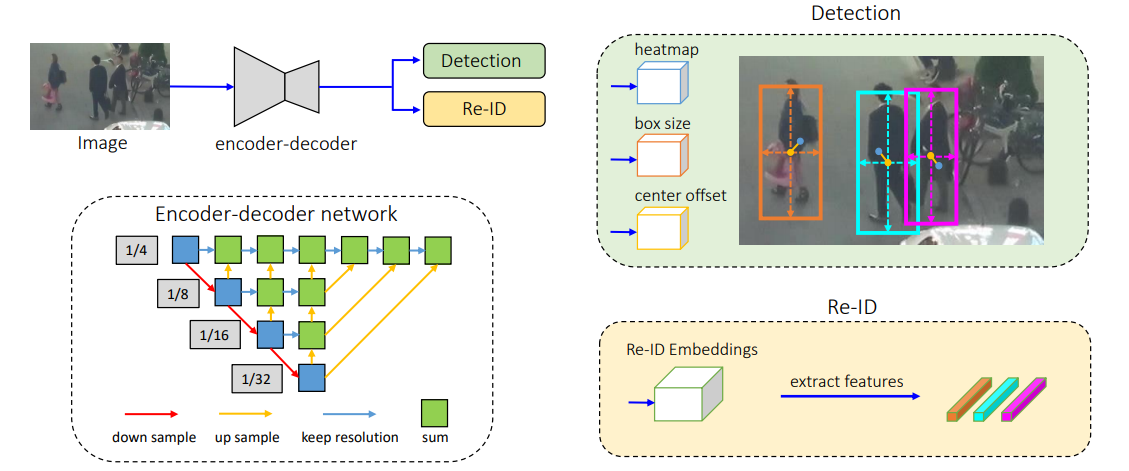 Image
encoder-decoder
Detection
Re-ID
Encoder-decoder network
1/4
1/8
1/16
1/32
down sample
up sample
keep resolution
sum
Detection
heatmap
box size
center offset
Re-ID
Re-ID Embeddings
extract features